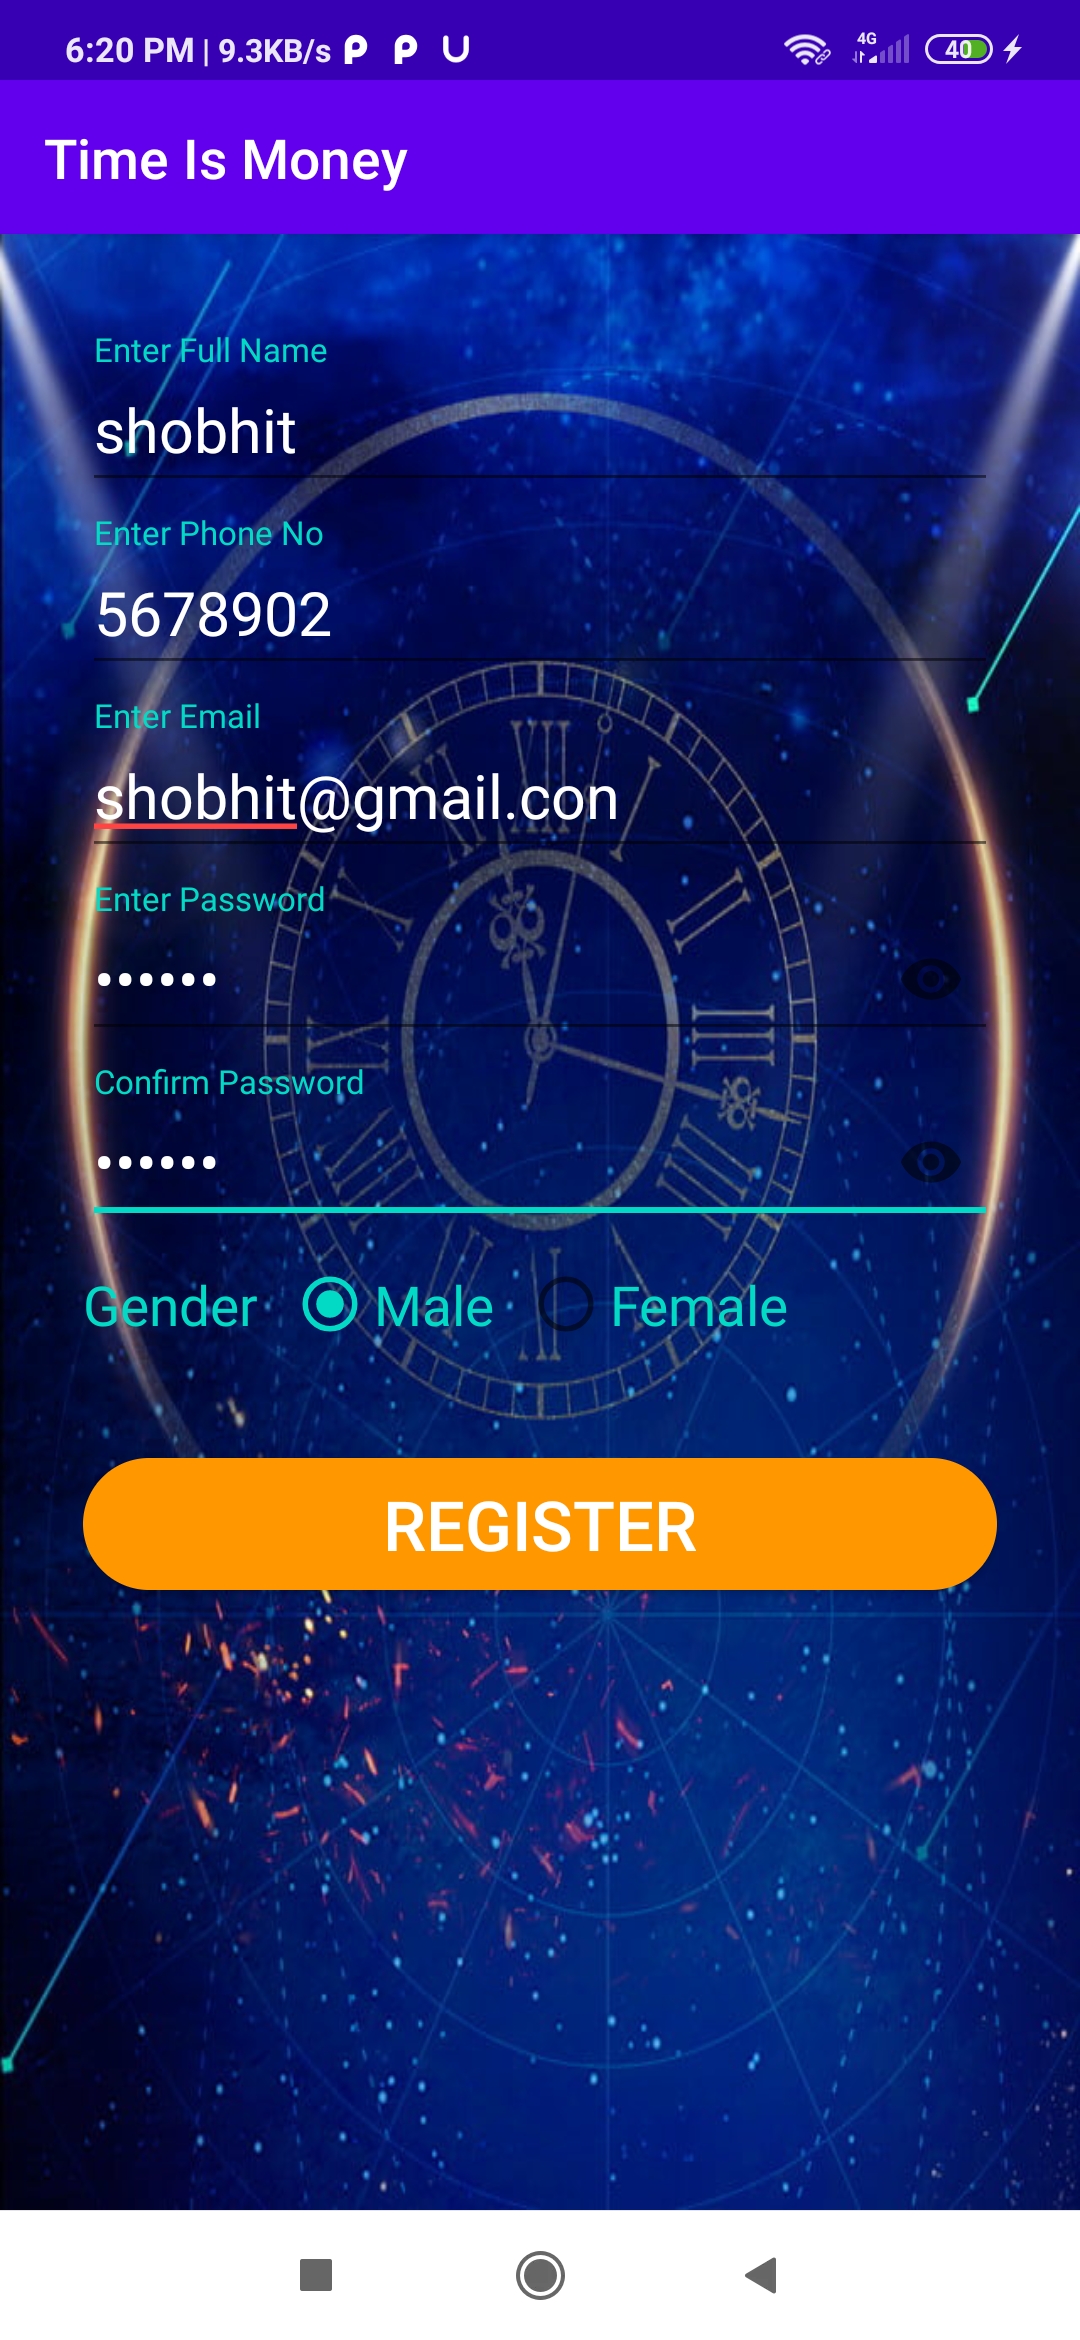 6:20 PM | 9.3KB/s
4G
40
Time Is Money
Enter Full Name
shobhit
Enter Phone No
5678902
Enter Email
shobhit@gmail.con
Enter Password
••••••
Confirm Password
••••••
Gender Male Female
REGISTER